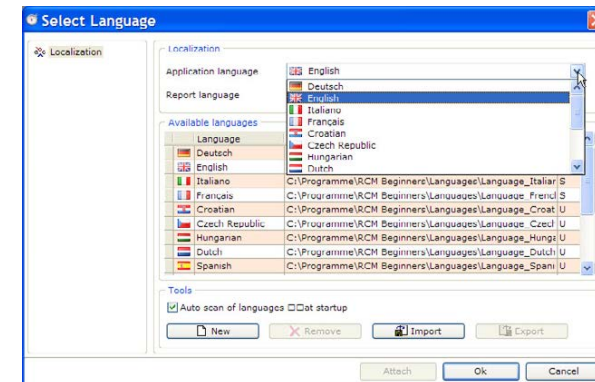 Select Language
Localization
Localization
Application language
English
Report language
Deutsch
English
Italiano
Français
Croatian
Czech Republic
Hungarian
Dutch
Available languages
Language
Deutsch
English
Italiano C:\Programme\RCM Beginners\Languages\Language_Italiar S
Français C:\Programme\RCM Beginners\Languages\Language_Frencl S
Croatian C:\Programme\RCM Beginners\Languages\Language_Croat U
Czech Republic C:\Programme\RCM Beginners\Languages\Language_Czecl U
Hungarian C:\Programme\RCM Beginners\Languages\Language_Hunga U
Dutch C:\Programme\RCM Beginners\Languages\Language_Dutch U
Spanish C:\Programme\RCM Beginners\Languages\Language_Spani U
Tools
Auto scan of languages □□at startup
New Remove Import Export
Attach Ok Cancel